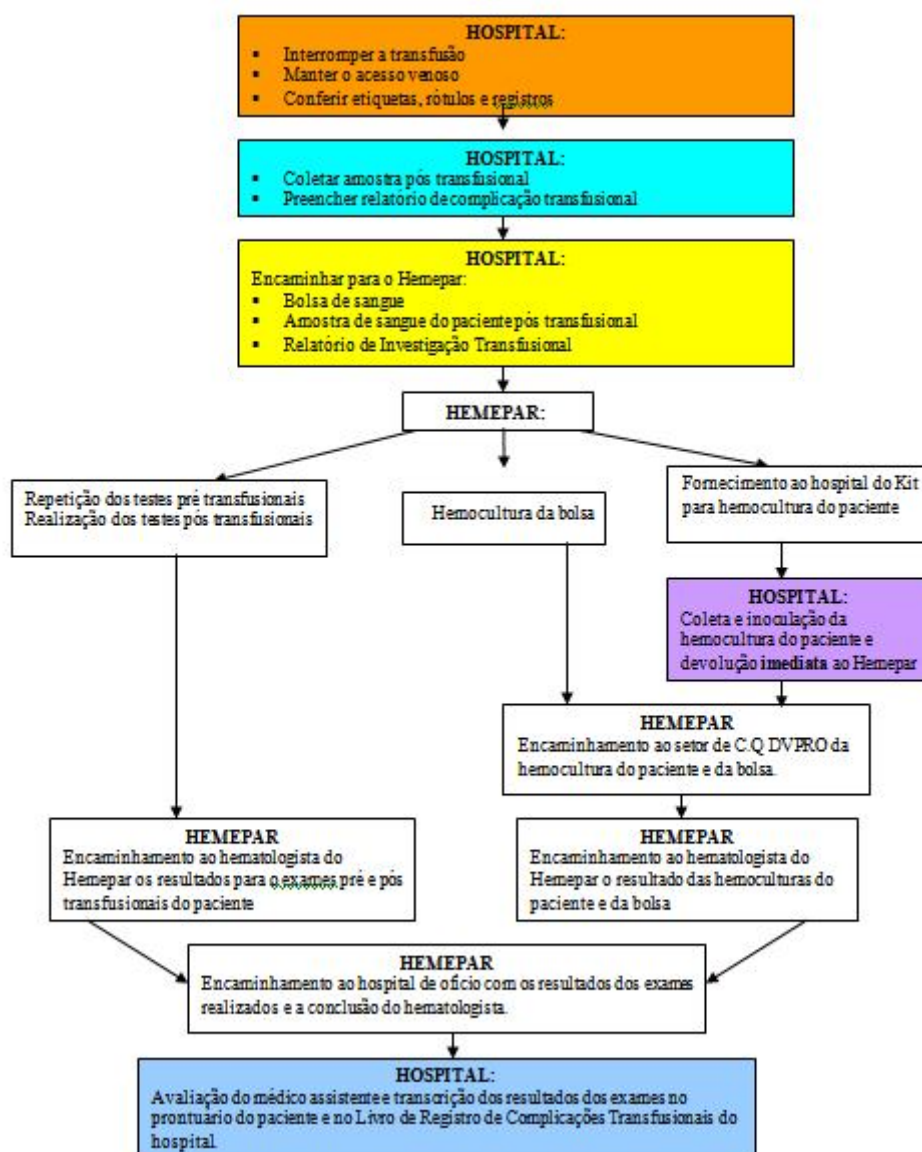 HOSPITAL:
▪ Interromper a transfusão
▪ Manter o acesso venoso
▪ Conferir etiquetas, rótulos e registros
HOSPITAL:
▪ Coletar amostra pós transfusional
▪ Preencher relatório de complicação transfusional
HOSPITAL:
Encaminhar para o Hemepar:
▪ Bolsa de sangue
▪ Amostra de sangue do paciente pós transfusional
▪ Relatório de Investigação Transfusional
HEMEPAR:
Repetição dos testes pré transfusionais
Realização dos testes pós transfusionais
Hemocultura da bolsa
Fornecimento ao hospital do Kit
para hemocultura do paciente
HOSPITAL:
Coleta e inoculação da
hemocultura do paciente e
devolução imediata ao Hemepar
HEMEPAR
Encaminhamento ao setor de C.Q DVPRO da
hemocultura do paciente e da bolsa.
HEMEPAR
Encaminhamento ao hematologista do
Hemepar os resultados para o exames pré e pós
transfusionais do paciente
HEMEPAR
Encaminhamento ao hematologista do
Hemepar o resultado das hemoculturas do
paciente e da bolsa
HEMEPAR
Encaminhamento ao hospital de ofício com os resultados dos exames
realizados e a conclusão do hematologista.
HOSPITAL:
Avaliação do médico assistente e transcrição dos resultados dos exames no
prontuário do paciente e no Livro de Registro de Complicações Transfusionais do
hospital.